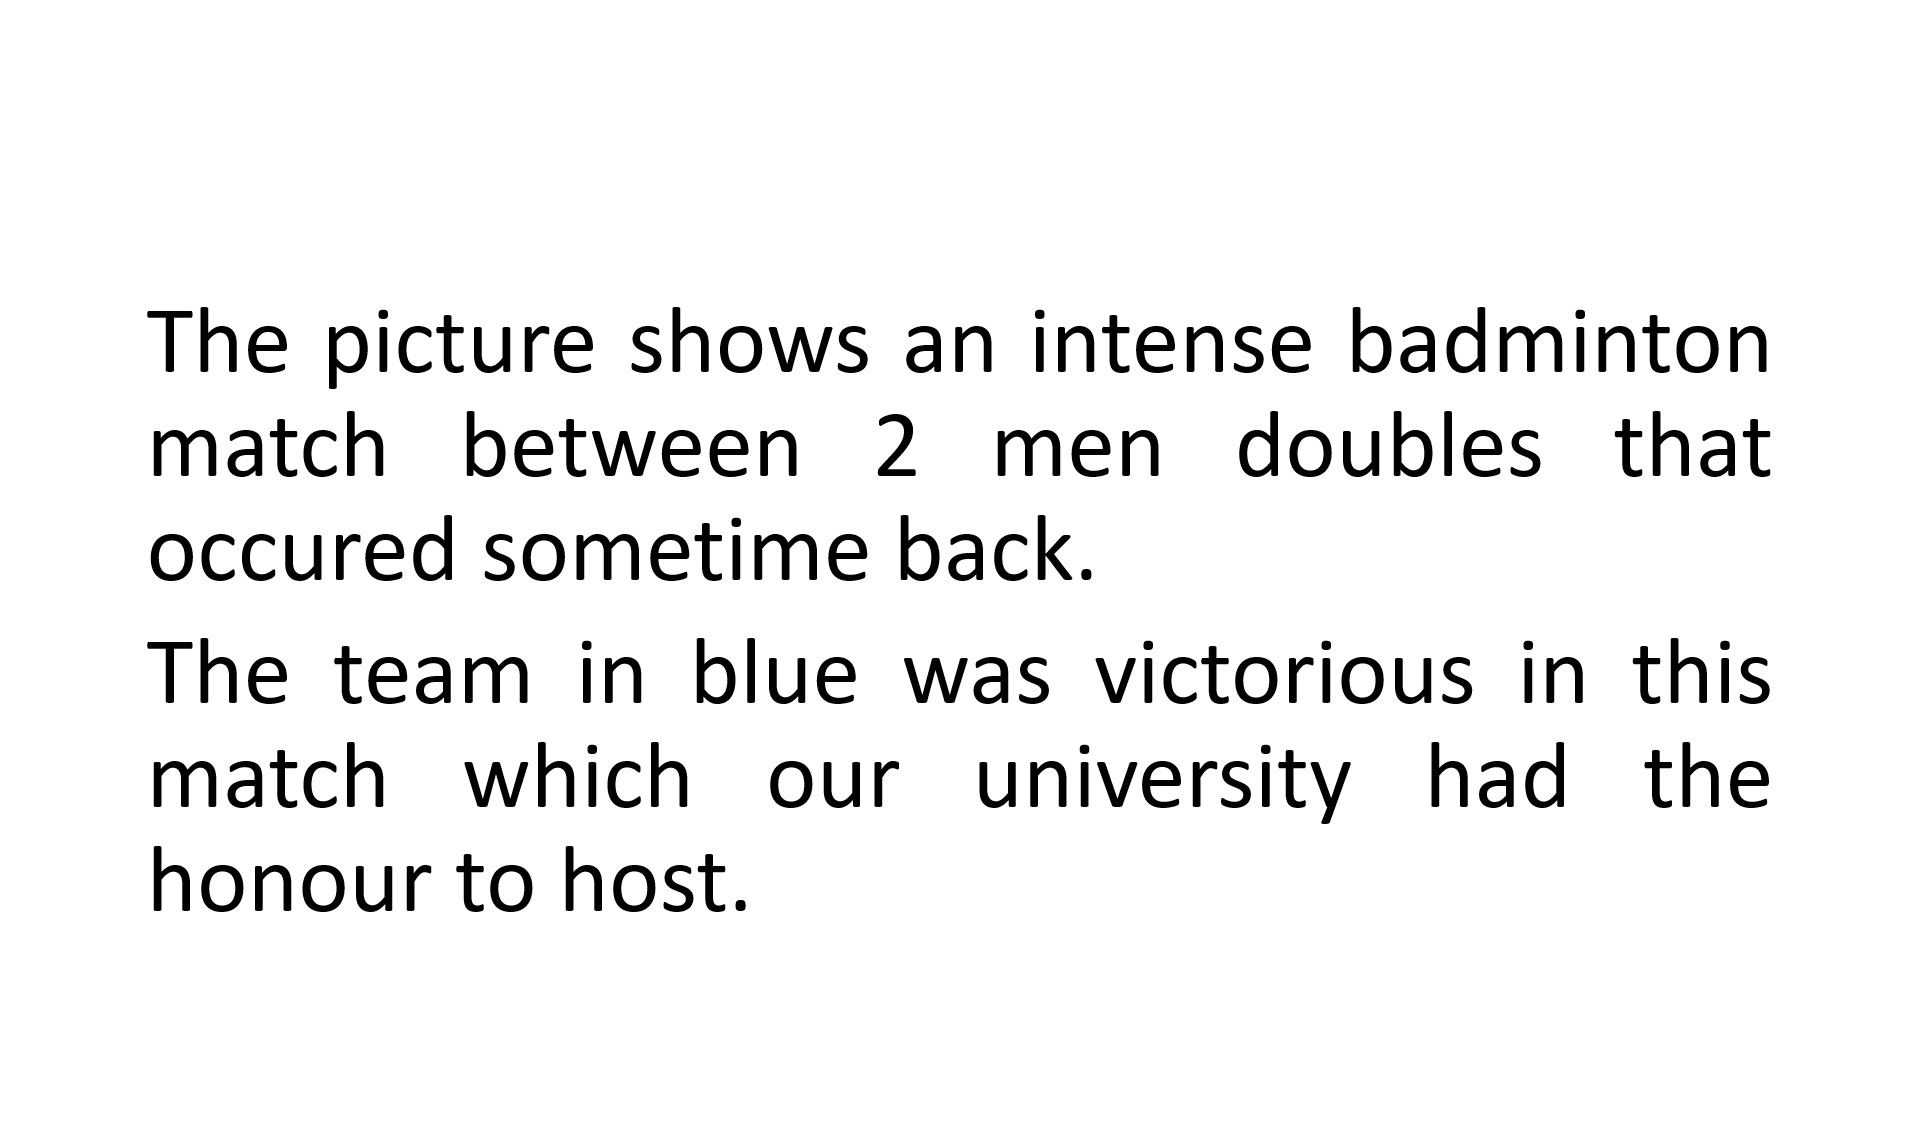 The picture shows an intense badminton
match between 2 men doubles that
occured sometime back.
The team in blue was victorious in this
match which our university had the
honour to host.